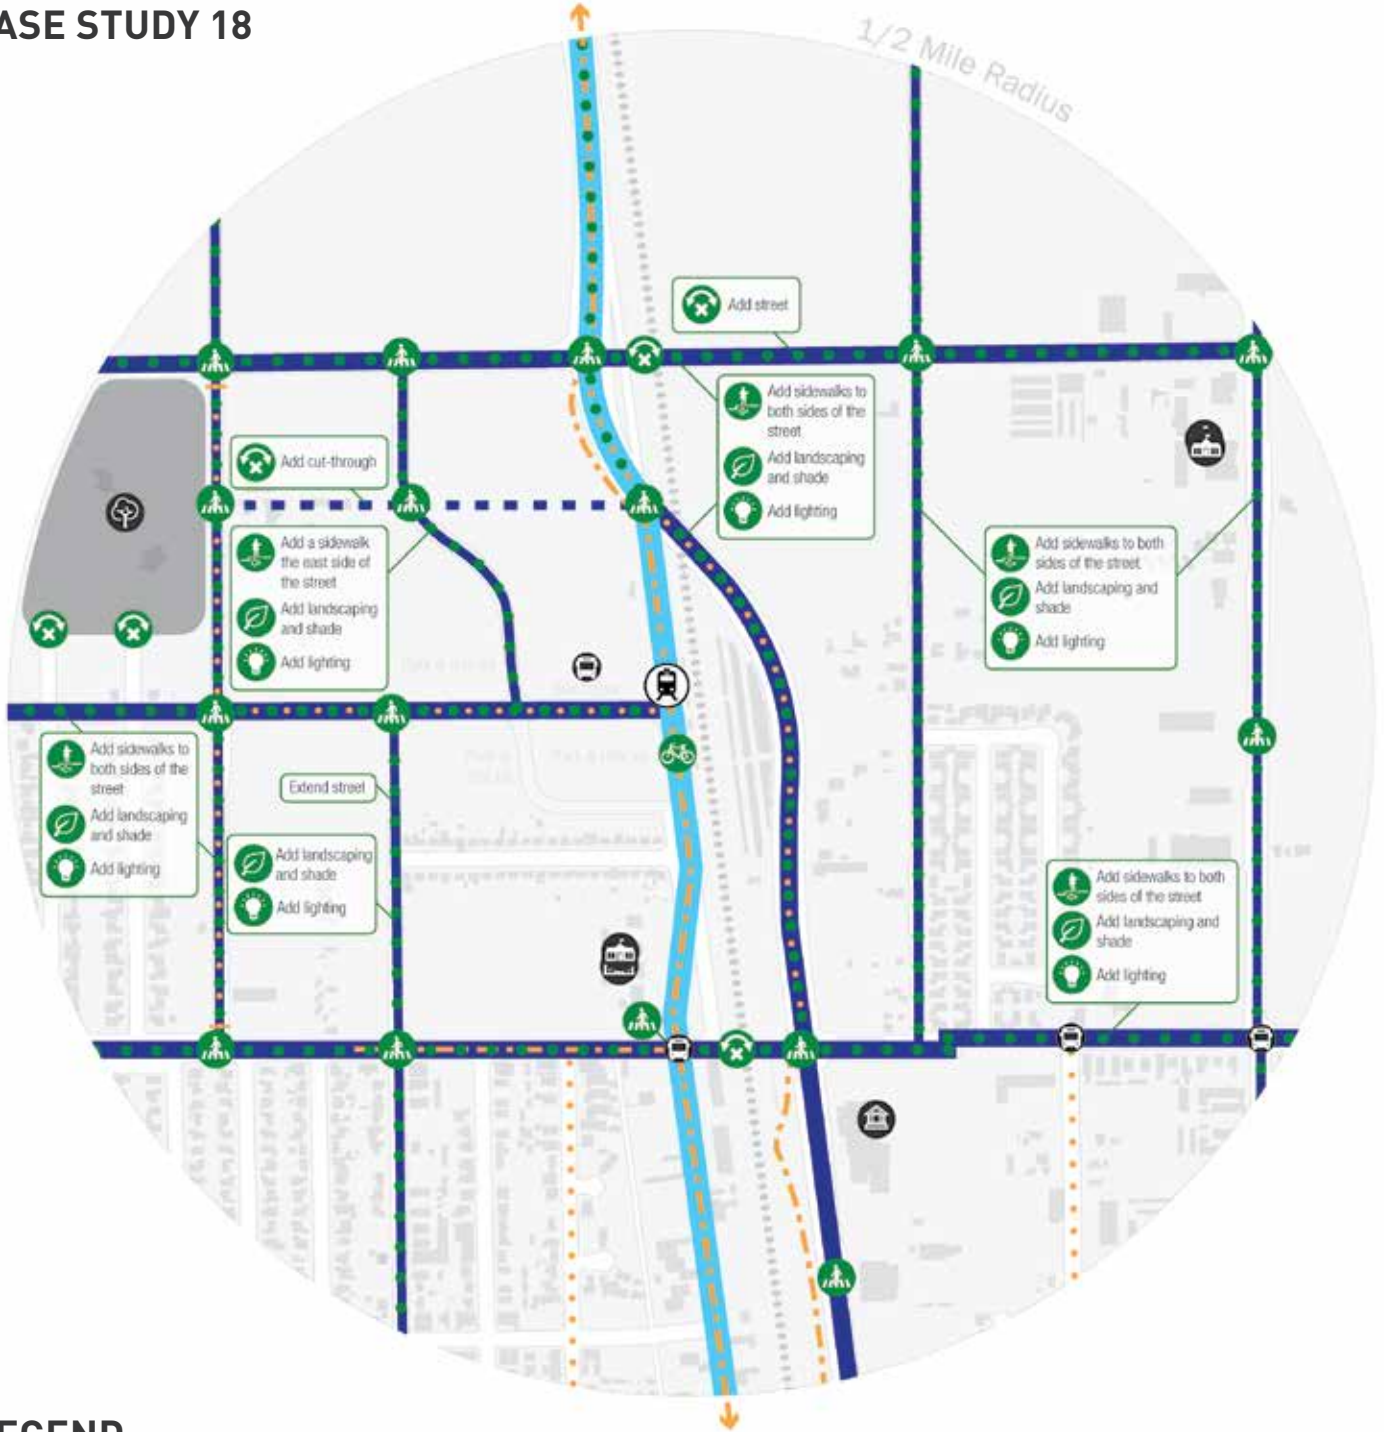 ASE STUDY 18
1/2 Mile Radius
Add street
Add sidewalks to
both sides of the
street
Add landscaping
and shade
Add lighting
Add cut-through
Add a sidewalk
the east side of
the street
Add landscaping
and shade
Add lighting
Add sidewalks to both
sides of the street
Add landscaping and
shade
Add lighting
Add sidewalks to
both sides of the
street
Add landscaping
and shade
Add lighting
Extend street
Add landscaping
and shade
Add lighting
Add sidewalks to both
sides of the street
Add landscaping and
shade
Add lighting
EGEND